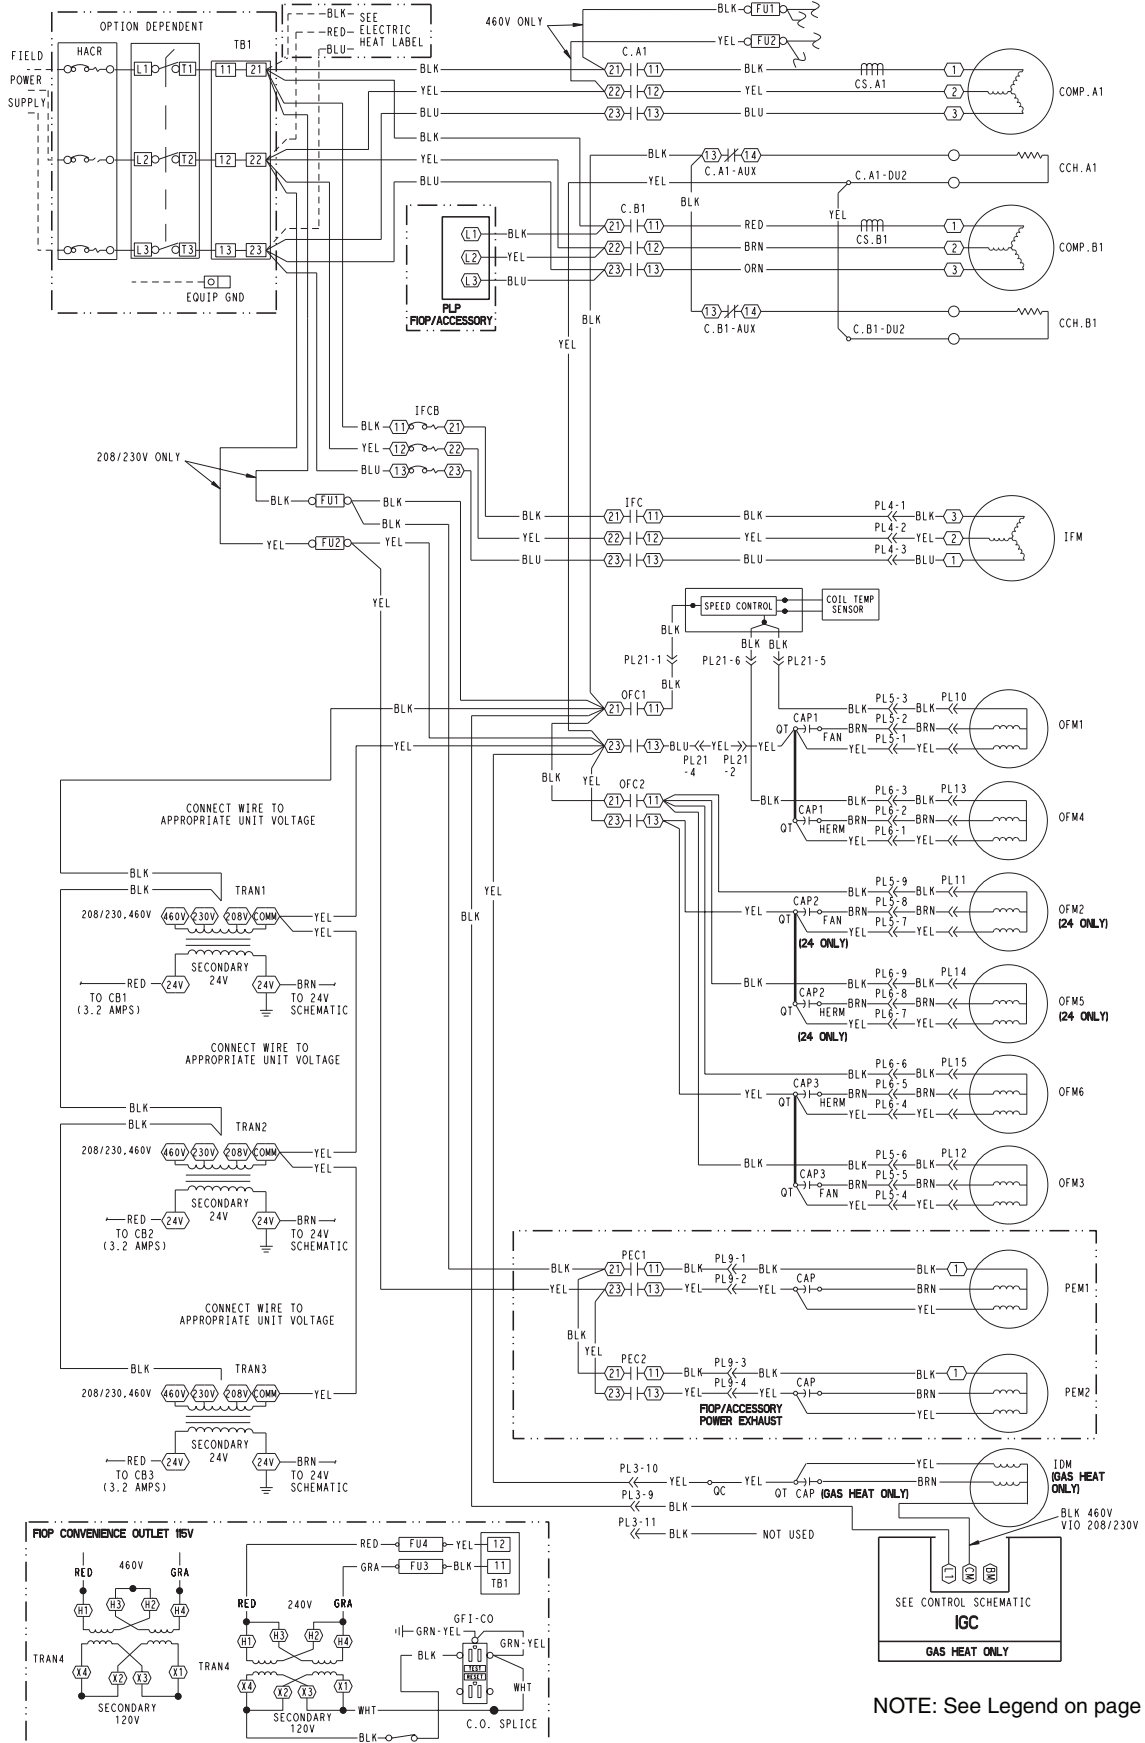 OPTION DEPENDENT
HACR
TB1
FIELD
POWER
SUPPLY
L1 T1 11 21
L2 T2 12 22
L3 T3 13 23
EQUIP GND
BLK
RED
BLU
SEE
ELECTRIC
HEAT LABEL
460V ONLY
BLK FU1
YEL FU2
C.A1
BLK 21 11 BLK CS.A1 1
YEL 22 12 YEL 2
BLU 23 13 BLU 3
COMP.A1
BLK
YEL
BLU
BLK 13 14
C.A1-AUX
YEL C.A1-DU2
CCH.A1
BLK
YEL
C.B1
21 11 RED CS.B1 1
22 12 BRN 2
23 13 ORN 3
COMP.B1
L1 BLK
L2 YEL
L3 BLU
PLP
FIOP/ACCESSORY
BLK
YEL
13 14
C.B1-AUX
C.B1-DU2
CCH.B1
IFCB
BLK 11 21
YEL 12 22
BLU 13 23
208/230V ONLY
BLK FU1 BLK
BLK
YEL FU2 YEL
YEL
IFC
BLK 21 11 BLK PL4-1 BLK 3
YEL 22 12 YEL PL4-2 YEL 2
BLU 23 13 BLU PL4-3 BLU 1
IFM
SPEED CONTROL
COIL TEMP
SENSOR
BLK
BLK BLK
PL21-1 PL21-6 PL21-5
BLK
OFC1
BLK 21 11
YEL 23 13 BLU YEL YEL
PL21
-4
PL21
-2
BLK
YEL
OFC2
21 11
23 13
QT CAP1
FAN
BLK PL5-3 BLK PL10
BRN PL5-2 BRN
YEL PL5-1 YEL
OFM1
BLK
QT CAP1
HERM
BLK PL6-3 BLK PL13
BRN PL6-2 BRN
YEL PL6-1 YEL
OFM4
YEL
QT CAP2
FAN
(24 ONLY)
BLK PL5-9 BLK PL11
BRN PL5-8 BRN
YEL PL5-7 YEL
OFM2
(24 ONLY)
BLK
QT CAP2
HERM
(24 ONLY)
BLK PL6-9 BLK PL14
BRN PL6-8 BRN
YEL PL6-7 YEL
OFM5
(24 ONLY)
YEL
QT CAP3
HERM
BLK PL6-6 BLK PL15
BRN PL6-5 BRN
YEL PL6-4 YEL
OFM6
BLK
QT CAP3
FAN
BLK PL5-6 BLK PL12
BRN PL5-5 BRN
YEL PL5-4 YEL
OFM3
YEL
BLK
CONNECT WIRE TO
APPROPRIATE UNIT VOLTAGE
BLK
BLK
TRAN1
208/230,460V 460V 230V 208V COMM YEL
YEL
SECONDARY
24V
RED 24V 24V BRN
TO CB1
(3.2 AMPS)
TO 24V
SCHEMATIC
CONNECT WIRE TO
APPROPRIATE UNIT VOLTAGE
BLK
BLK
TRAN2
208/230,460V 460V 230V 208V COMM YEL
YEL
SECONDARY
24V
RED 24V 24V BRN
TO CB2
(3.2 AMPS)
TO 24V
SCHEMATIC
CONNECT WIRE TO
APPROPRIATE UNIT VOLTAGE
BLK
TRAN3
208/230,460V 460V 230V 208V COMM YEL
SECONDARY
24V
RED 24V 24V BRN
TO CB3
(3.2 AMPS)
TO 24V
SCHEMATIC
PEC1
BLK 21 11 BLK PL9-1 BLK BLK 1
YEL 23 13 YEL PL9-2 YEL CAP BRN
YEL
PEM1
BLK
YEL
PEC2
21 11 BLK PL9-3 BLK BLK 1
23 13 YEL PL9-4 YEL CAP BRN
YEL
PEM2
FIOP/ACCESSORY
POWER EXHAUST
PL3-10 YEL QC YEL QT CAP (GAS HEAT ONLY)
YEL
BRN
IDM
(GAS HEAT
ONLY)
PL3-9 BLK
PL3-11 BLK NOT USED
BLK 460V
VIO 208/230V
L1 CM BM
SEE CONTROL SCHEMATIC
IGC
GAS HEAT ONLY
FIOP CONVENIENCE OUTLET 115V
RED 460V GRA
H1 H3 H2 H4
TRAN4
X4 X2 X3 X1
SECONDARY
120V
RED FU4 YEL 12
GRA FU3 BLK 11
TB1
RED 240V GRA
H1 H3 H2 H4
TRAN4
X4 X2 X3 X1
SECONDARY
120V
WHT
BLK
GFI-CO
GRN-YEL
GRN-YEL
BLK
TEST
RESET
WHT
C.O. SPLICE
NOTE: See Legend on page